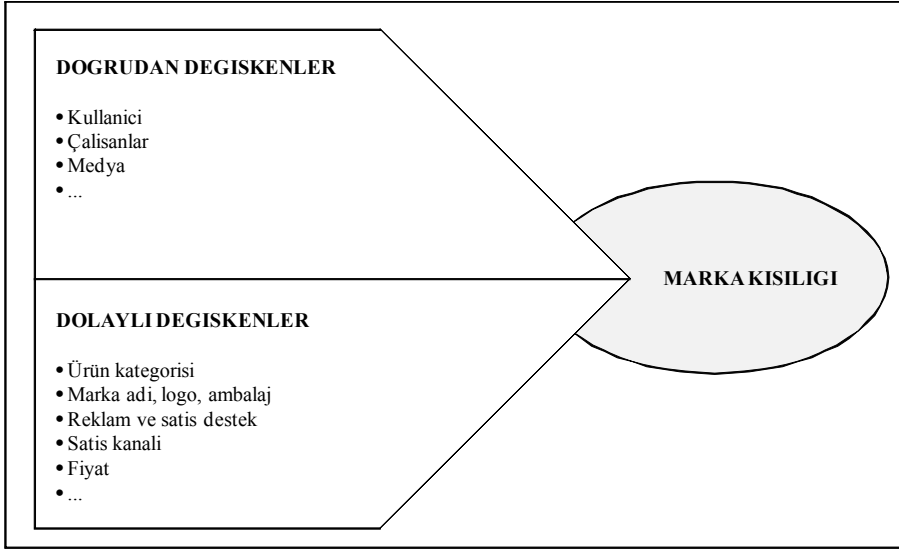 DOGRUDAN DEGISKENLER
• Kullanici
• Çalisanlar
• Medya
• ...
MARKA KISILIGI
DOLAYLI DEGISKENLER
• Ürün kategorisi
• Marka adi, logo, ambalaj
• Reklam ve satis destek
• Satis kanali
• Fiyat
• ...